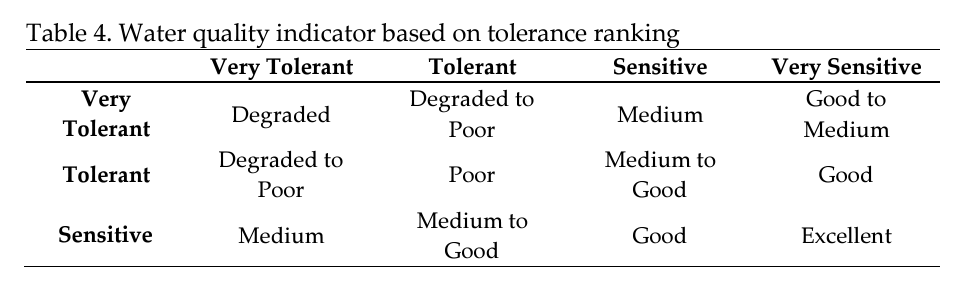 Table 4. Water quality indicator based on tolerance ranking
Very Tolerant Tolerant Sensitive Very Sensitive
Very Tolerant Degraded Degraded to Poor Medium Good to Medium
Tolerant Degraded to Poor Poor Medium to Good Good
Sensitive Medium Medium to Good Good Excellent